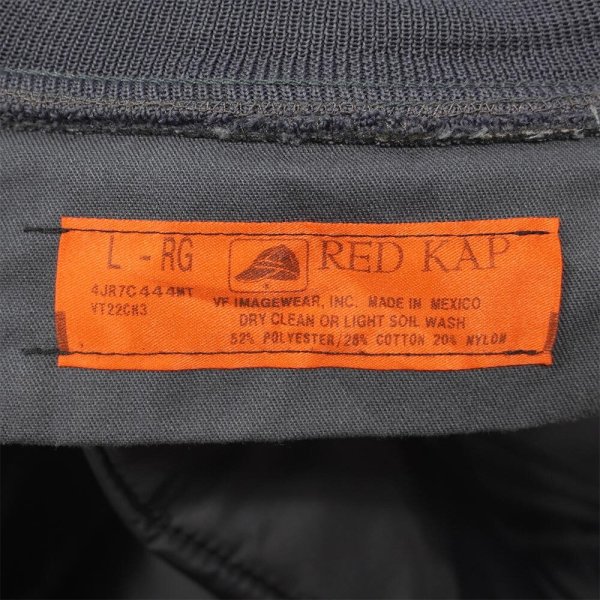 L - RG RED KAP
4JR7C444MT
VT22CN3
VF IMAGEWEAR, INC. MADE IN MEXICO
DRY CLEAN OR LIGHT SOIL WASH
52% POLYESTER/28% COTTON 20% NYLON